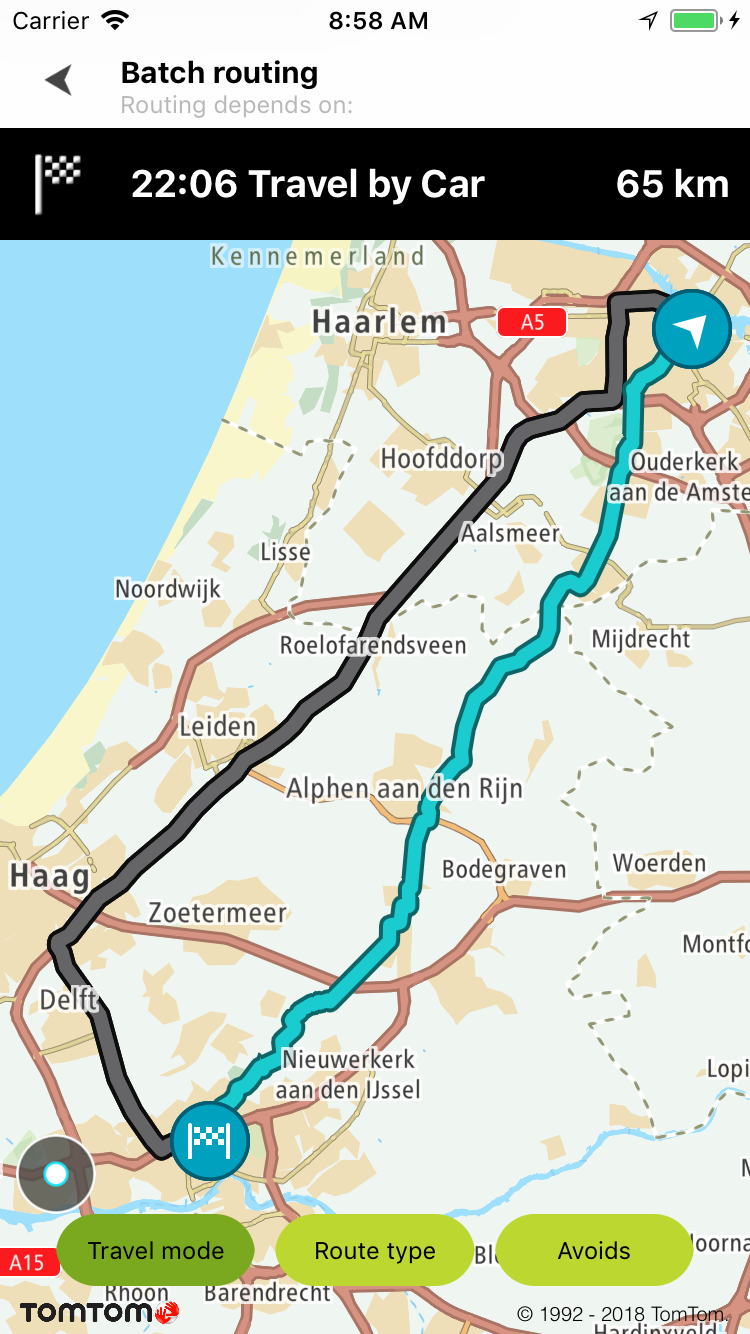 Carrier 8:58 AM
Batch routing
Routing depends on:
22:06 Travel by Car 65 km
Kennemerland
Haarlem
A5
Hoofddorp
Ouderkerk
aan de Amste
Aalsmeer
Lisse
Noordwijk
Roelofarendsveen
Mijdrecht
Leiden
Alphen aan den Rijn
Haag
Bodegraven
Woerden
Zoetermeer
Montfo
Delft
Nieuwerkerk
aan den IJssel
Lopi
M
Travel mode
Route type
Bl
Avoids
oorna
A15
Rhoon
Barendrecht
TOMTOM
© 1992 - 2018 TomTom.
Hardinxveld